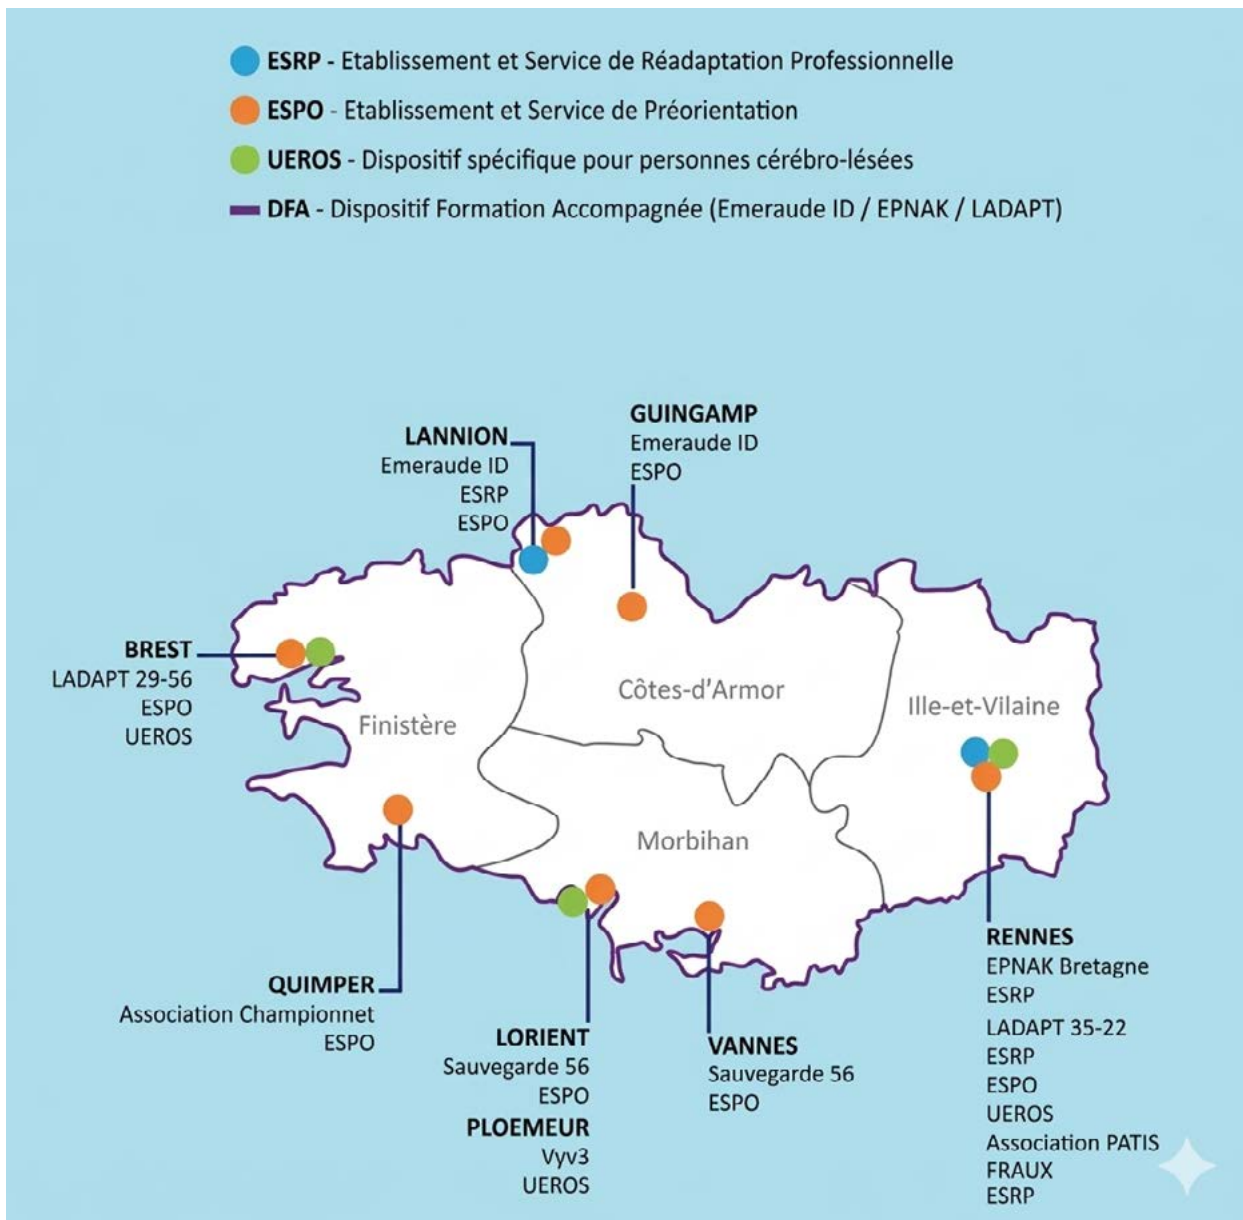 ESRP - Etablissement et Service de Réadaptation Professionnelle
ESPO - Etablissement et Service de Préorientation
UEROS - Dispositif spécifique pour personnes cérébro-lésées
DFA - Dispositif Formation Accompagnée (Emeraude ID / EPNAK / LADAPT)
GUINGAMP
Emeraude ID
ESPO
LANNION
Emeraude ID
ESRP
ESPO
BREST
LADAPT 29-56
ESPO
UEROS
Finistère
Côtes-d'Armor
Ille-et-Vilaine
Morbihan
QUIMPER
Association Championnet
ESPO
LORIENT
Sauvegarde 56
ESPO
PLOEMEUR
Vyv3
UEROS
VANNES
Sauvegarde 56
ESPO
RENNES
EPNAK Bretagne
ESRP
LADAPT 35-22
ESRP
ESPO
UEROS
Association PATIS
FRAUX
ESRP